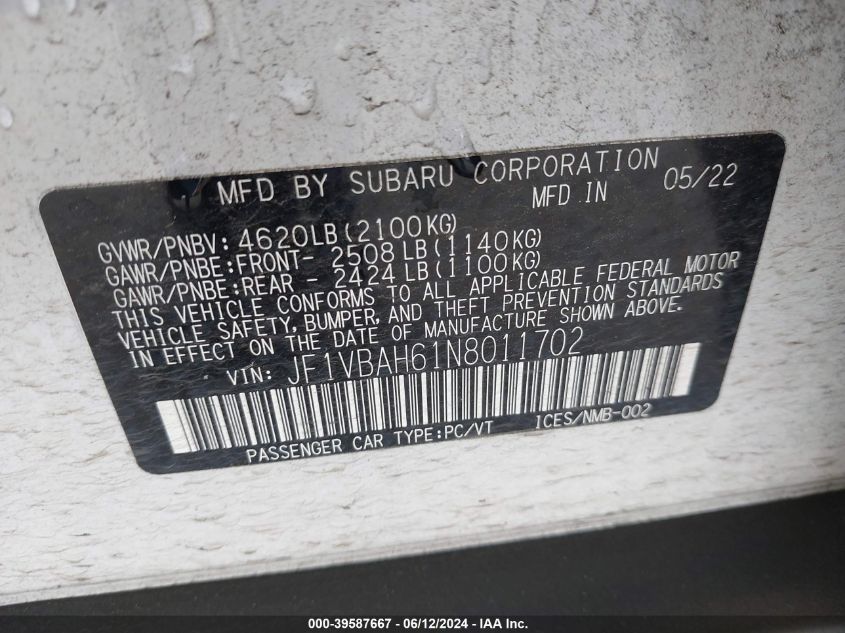 MFD BY SUBARU CORPORATION
MFD IN 05/22
GVWR/PNBV: 4620LB(2100KG)
GAWR/PNBE:FRONT- 2508 LB(1140KG)
GAWR/PNBE:REAR - 2424 LB(1100KG)
THIS VEHICLE CONFORMS TO ALL APPLICABLE FEDERAL MOTOR
VEHICLE SAFETY, BUMPER, AND THEFT PREVENTION STANDARDS
IN EFFECT ON THE DATE OF MANUFACTURE SHOWN ABOVE.
VIN: JF1VBAH61N8011702
PASSENGER CAR TYPE:PC/VT ICES/NMB-002
000-39587667 - 06/12/2024 - IMPACT AUCTIONS LLC